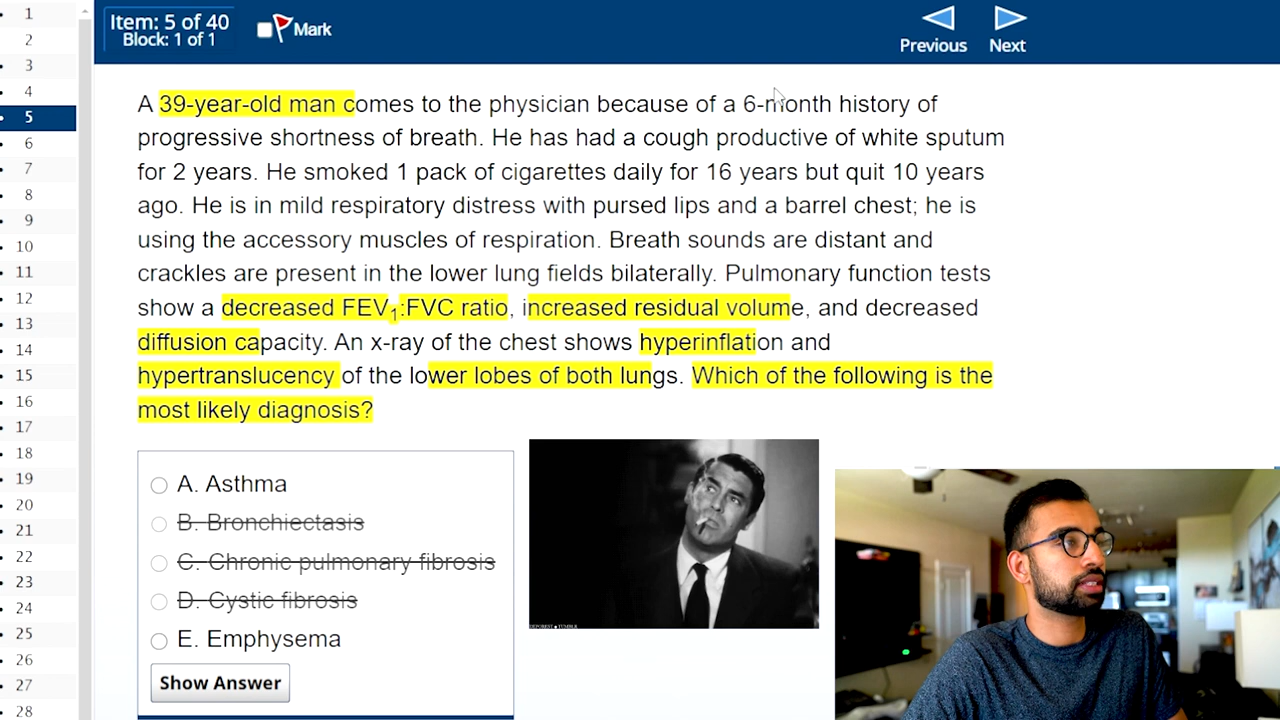 1
2
3
4
5
6
7
8
9
10
11
12
13
14
15
16
17
18
19
20
21
22
23
24
25
26
27
28
Item: 5 of 40
Block: 1 of 1
Mark
Previous
Next
A 39-year-old man comes to the physician because of a 6-month history of
progressive shortness of breath. He has had a cough productive of white sputum
for 2 years. He smoked 1 pack of cigarettes daily for 16 years but quit 10 years
ago. He is in mild respiratory distress with pursed lips and a barrel chest; he is
using the accessory muscles of respiration. Breath sounds are distant and
crackles are present in the lower lung fields bilaterally. Pulmonary function tests
show a decreased FEV₁:FVC ratio, increased residual volume, and decreased
diffusion capacity. An x-ray of the chest shows hyperinflation and
hypertranslucency of the lower lobes of both lungs. Which of the following is the
most likely diagnosis?
A. Asthma
B. Bronchiectasis
C. Chronic pulmonary fibrosis
D. Cystic fibrosis
E. Emphysema
Show Answer